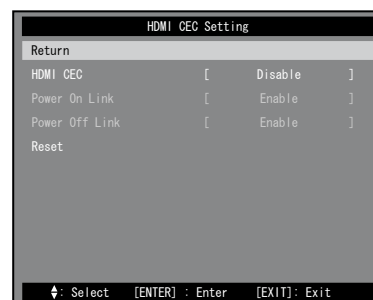 HDMI CEC Setting
Return
HDMI CEC [ Disable ]
Power On Link [ Enable ]
Power Off Link [ Enable ]
Reset
: Select [ENTER] : Enter [EXIT]: Exit